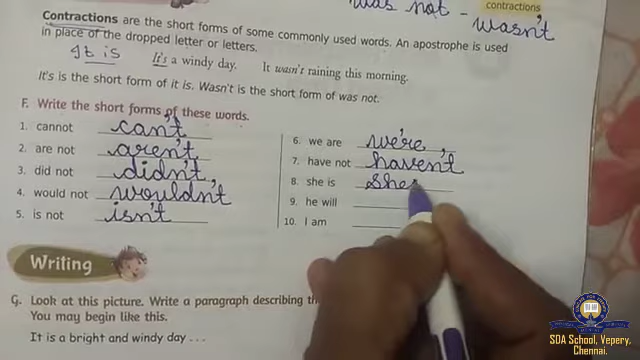 was not - wasn't
contractions
Contractions are the short forms of some commonly used words. An apostrophe is used
in place of the dropped letter or letters.
It is
It's a windy day. It wasn't raining this morning.
It's is the short form of it is. Wasn't is the short form of was not.
F. Write the short forms of these words.
1. cannot can't
2. are not aren't
3. did not didn't,
4. would not wouldn't
5. is not isn't
6. we are we're,
7. have not haven't
8. she is shes
9. he will
10. I am
Writing
G. Look at this picture. Write a paragraph describing
You may begin like this.
It is a bright and windy day ...
SDA School, Vepery,
Chennai.